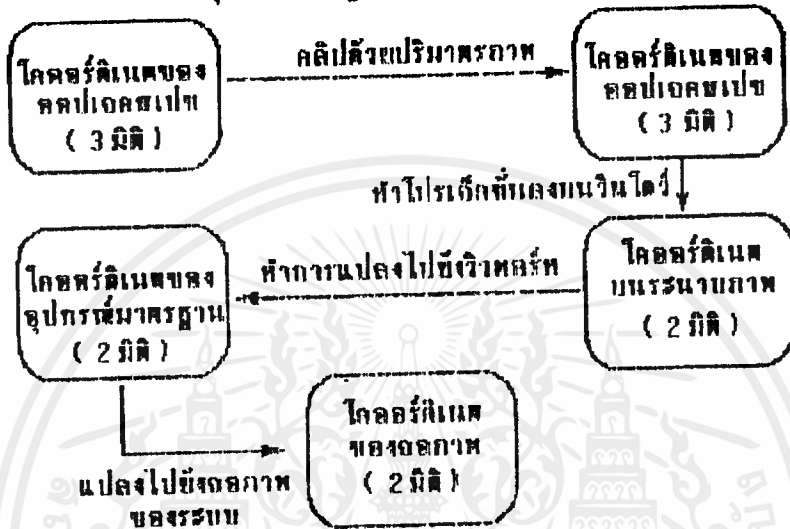 โคออร์ดิเนตของ
ออปเจคสเปซ
( 3 มิติ )
คลิปด้วยปริมาตรภาพ
โคออร์ดิเนตของ
ออปเจคสเปซ
( 3 มิติ )
ทำโปรเจ็กชั่นลงบนวินโดว์
โคออร์ดิเนต
บนระนาบภาพ
( 2 มิติ )
ทำการแปลงไปยังวิวพอร์ท
โคออร์ดิเนตของ
อุปกรณ์มาตรฐาน
( 2 มิติ )
แปลงไปยังจอภาพ
ของระบบ
โคออร์ดิเนต
ของจอภาพ
( 2 มิติ )